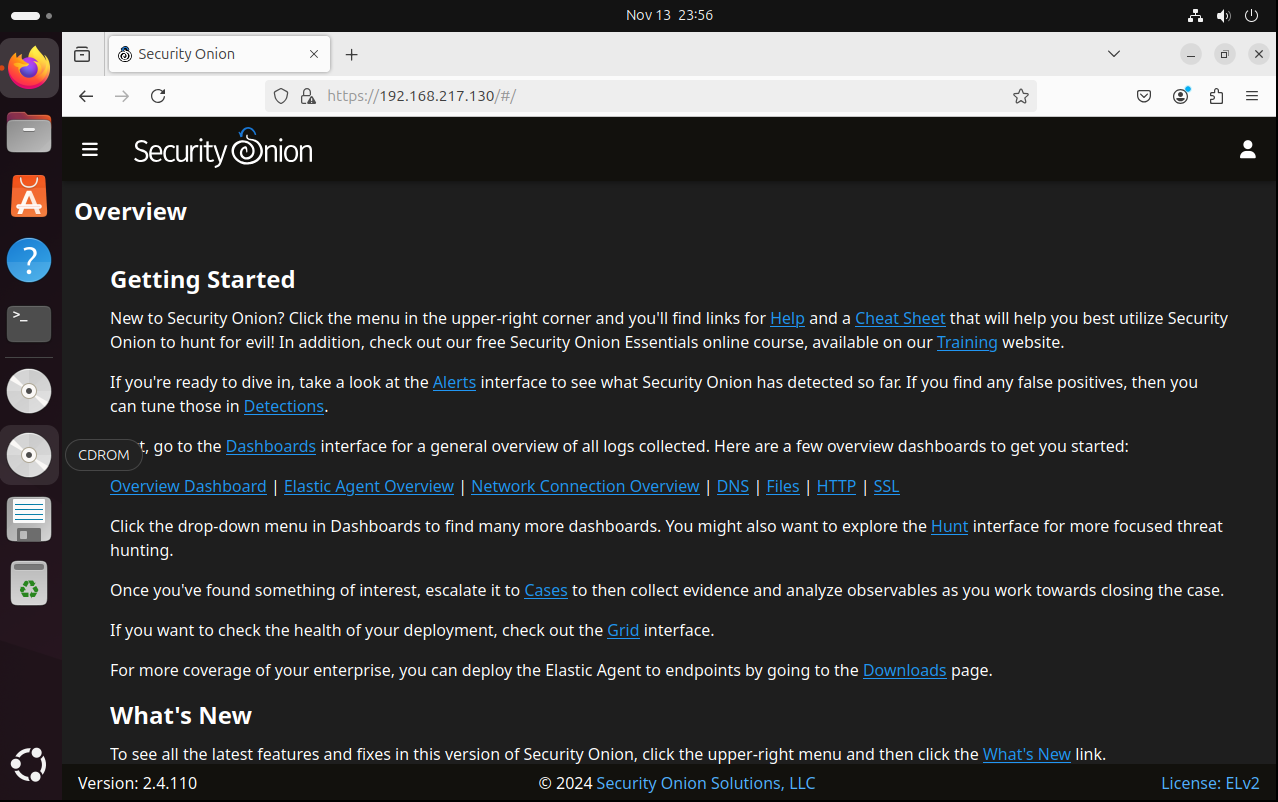 Nov 13 23:56
Security Onion
https://192.168.217.130/#/
Security Onion
Overview
Getting Started
New to Security Onion? Click the menu in the upper-right corner and you'll find links for Help and a Cheat Sheet that will help you best utilize Security
Onion to hunt for evil! In addition, check out our free Security Onion Essentials online course, available on our Training website.
If you're ready to dive in, take a look at the Alerts interface to see what Security Onion has detected so far. If you find any false positives, then you
can tune those in Detections.
go to the Dashboards interface for a general overview of all logs collected. Here are a few overview dashboards to get you started:
CDROM
Overview Dashboard | Elastic Agent Overview | Network Connection Overview | DNS | Files | HTTP | SSL
Click the drop-down menu in Dashboards to find many more dashboards. You might also want to explore the Hunt interface for more focused threat
hunting.
Once you've found something of interest, escalate it to Cases to then collect evidence and analyze observables as you work towards closing the case.
If you want to check the health of your deployment, check out the Grid interface.
For more coverage of your enterprise, you can deploy the Elastic Agent to endpoints by going to the Downloads page.
What's New
To see all the latest features and fixes in this version of Security Onion, click the upper-right menu and then click the What's New link.
Version: 2.4.110
© 2024 Security Onion Solutions, LLC
License: ELv2